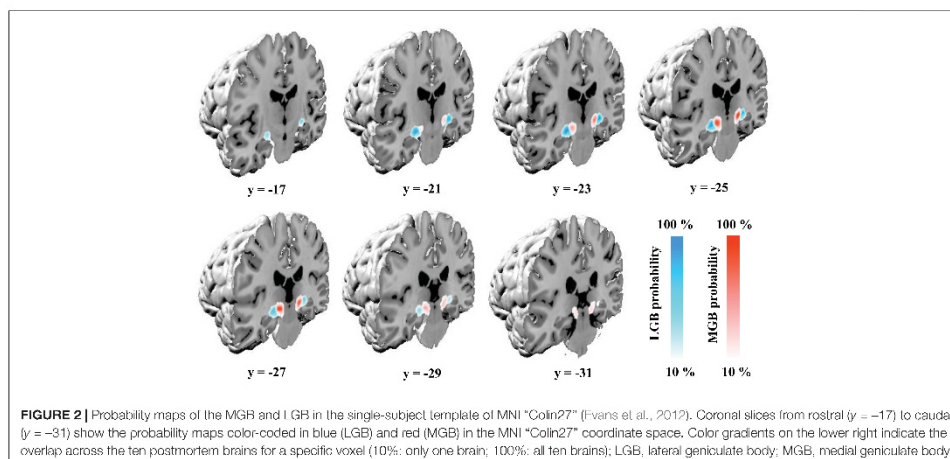 y = -17
y = -21
y = -23
y = -25
y = -27
y = -29
y = -31
100 %
100 %
LGB probability
MGB probability
10 %
10 %
FIGURE 2 | Probability maps of the MGB and LGB in the single-subject template of MNI “Colin27” (Evans et al., 2012). Coronal slices from rostral (y = −17) to cauda
(y = −31) show the probability maps color-coded in blue (LGB) and red (MGB) in the MNI “Colin27” coordinate space. Color gradients on the lower right indicate the
overlap across the ten postmortem brains for a specific voxel (10%: only one brain; 100%: all ten brains); LGB, lateral geniculate body; MGB, medial geniculate body